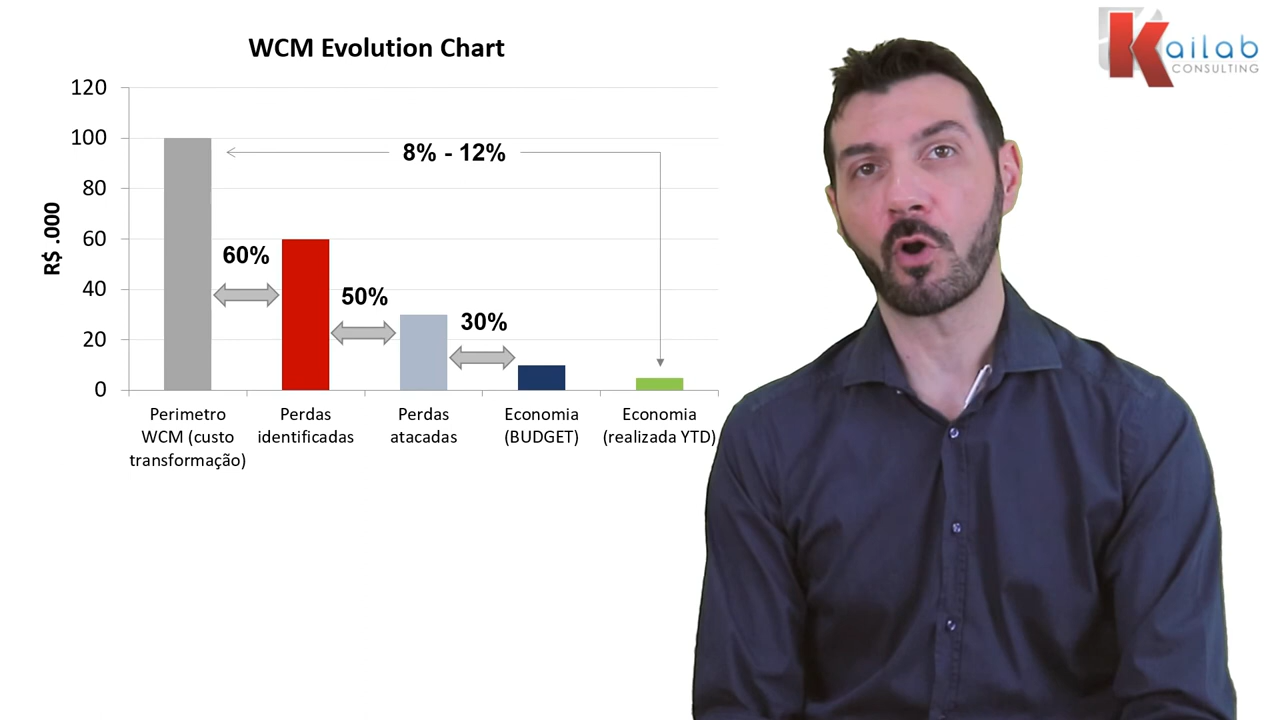 WCM Evolution Chart
Kailab
CONSULTING
120
100
80
60
40
20
0
R$ .000
8% - 12%
60%
50%
30%
Perimetro
WCM (custo
transformação)
Perdas
identificadas
Perdas
atacadas
Economia
(BUDGET)
Economia
(realizada YTD)